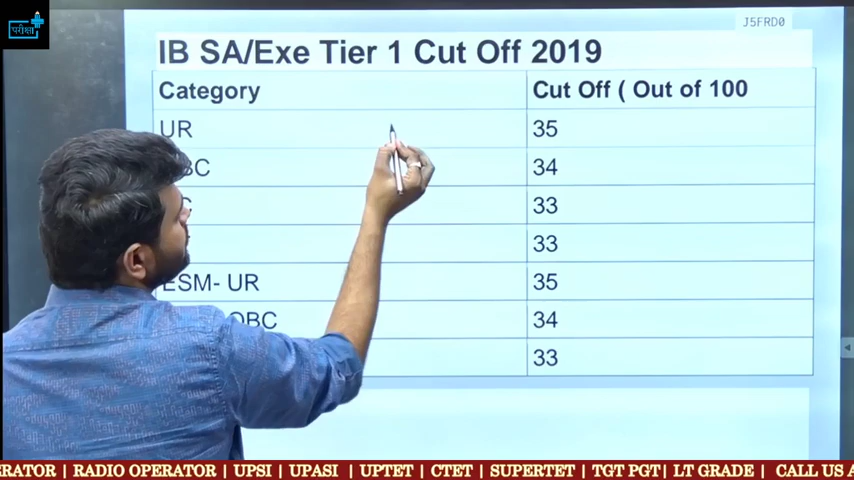 परीक्षा
J5FRD0
IB SA/Exe Tier 1 Cut Off 2019
Category Cut Off ( Out of 100
UR 35
34
33
33
ESM- UR 35
OBC 34
33
ERATOR | RADIO OPERATOR | UPSI | UPASI | UPTET | CTET | SUPERTET | TGT PGT| LT GRADE | CALL US A